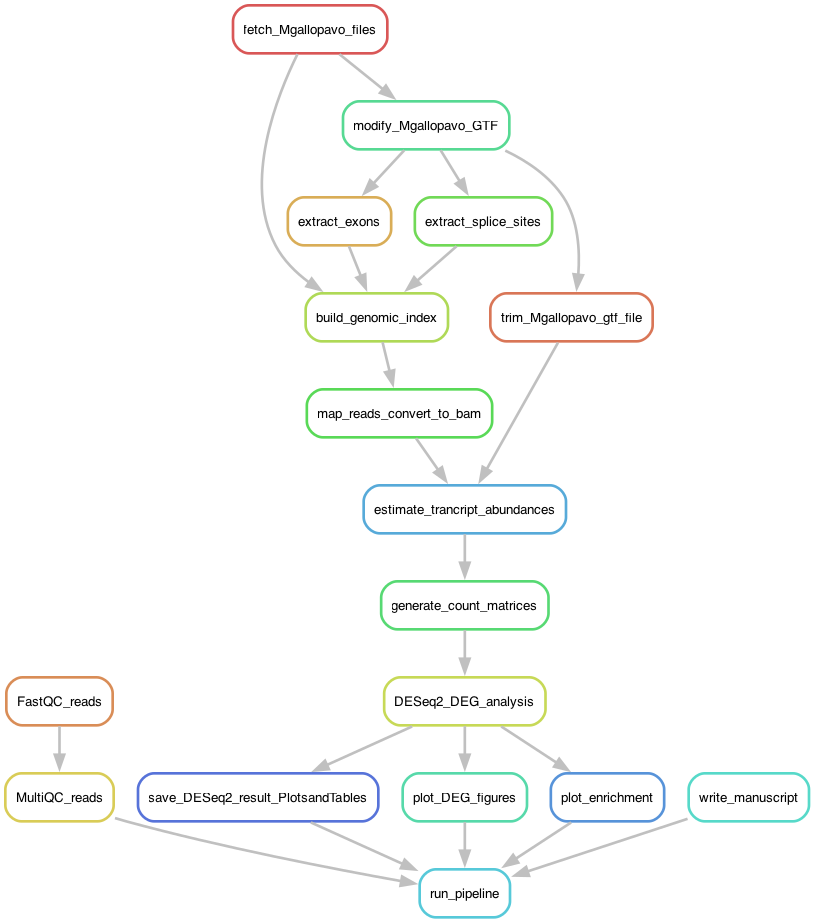 fetch_Mgallopavo_files
modify_Mgallopavo_GTF
extract_exons
extract_splice_sites
build_genomic_index
trim_Mgallopavo_gtf_file
map_reads_convert_to_bam
estimate_trancript_abundances
generate_count_matrices
FastQC_reads
DESeq2_DEG_analysis
MultiQC_reads
save_DESeq2_result_PlotsandTables
plot_DEG_figures
plot_enrichment
write_manuscript
run_pipeline